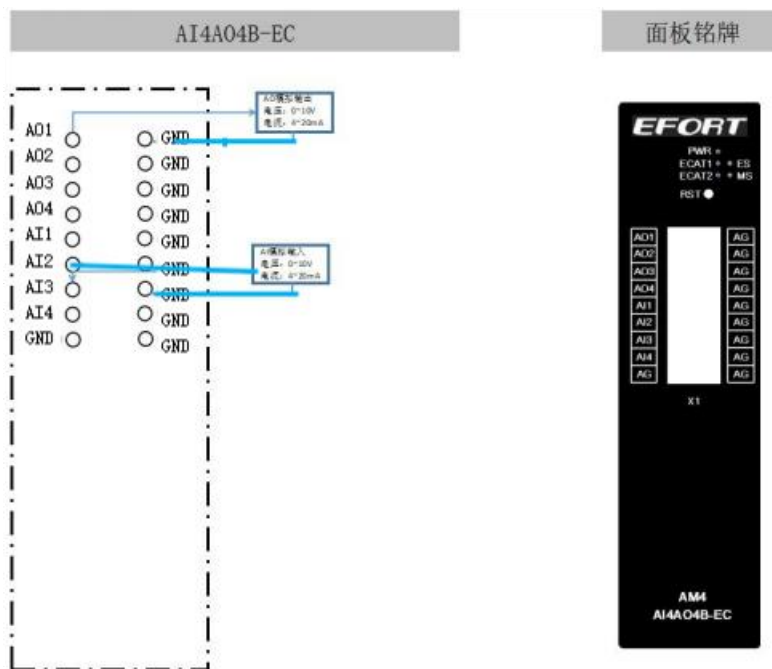 AI4AO4B-EC
面板铭牌
AO1
GND
AO2
GND
AO3
GND
AO4
GND
AI1
GND
AI2
GND
AI3
GND
AI4
GND
GND
GND
AO模拟输出
电压: 0~10V
电流: 4~20mA
AI模拟输入
电压: 0~10V
电流: 4~20mA
EFORT
PWR
ECAT1 ES
ECAT2 MS
RST
AO1 AG
AO2 AG
AO3 AG
AO4 AG
AI1 AG
AI2 AG
AI3 AG
AI4 AG
AG AG
X1
AM4
AI4AO4B-EC